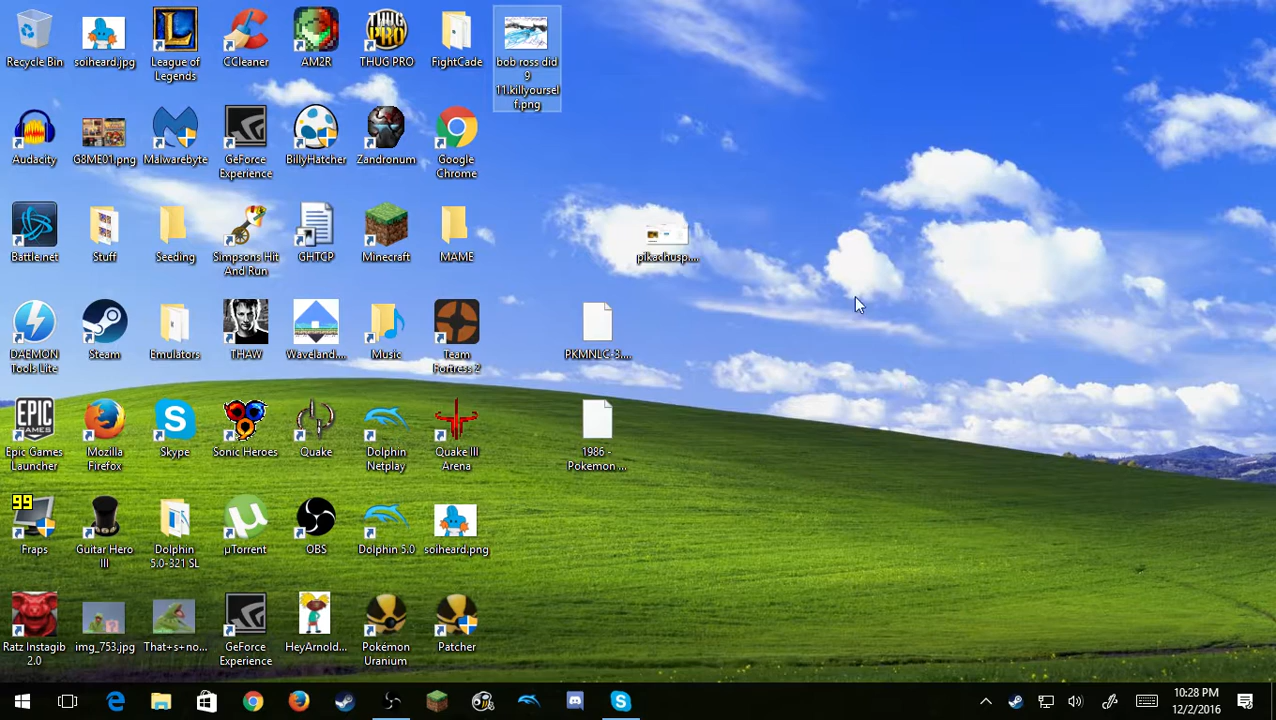 Recycle Bin
soiheard.jpg
League of
Legends
CCleaner
AM2R
THUG PRO
FightCade
bob ross did
9
11.killyoursel
f.png
Audacity
G8ME01.png
Malwarebyte
GeForce
Experience
BillyHatcher
Zandronum
Google
Chrome
Battle.net
Stuff
Seeding
Simpsons Hit
And Run
GHTCP
Minecraft
MAME
pikachusp....
DAEMON
Tools Lite
Steam
Emulators
THAW
Waveland....
Music
Team
Fortress 2
PKMNLC-3....
EPIC
GAMES
Epic Games
Launcher
Mozilla
Firefox
Skype
Sonic Heroes
Quake
Dolphin
Netplay
Quake III
Arena
1986 -
Pokemon ...
99
Fraps
Guitar Hero
III
Dolphin
5.0-321 SL
µTorrent
OBS
Dolphin 5.0
soiheard.png
Ratz Instagib
2.0
img_753.jpg
That+s+no...
GeForce
Experience
HeyArnold...
Pokémon
Uranium
Patcher
10:28 PM
12/2/2016